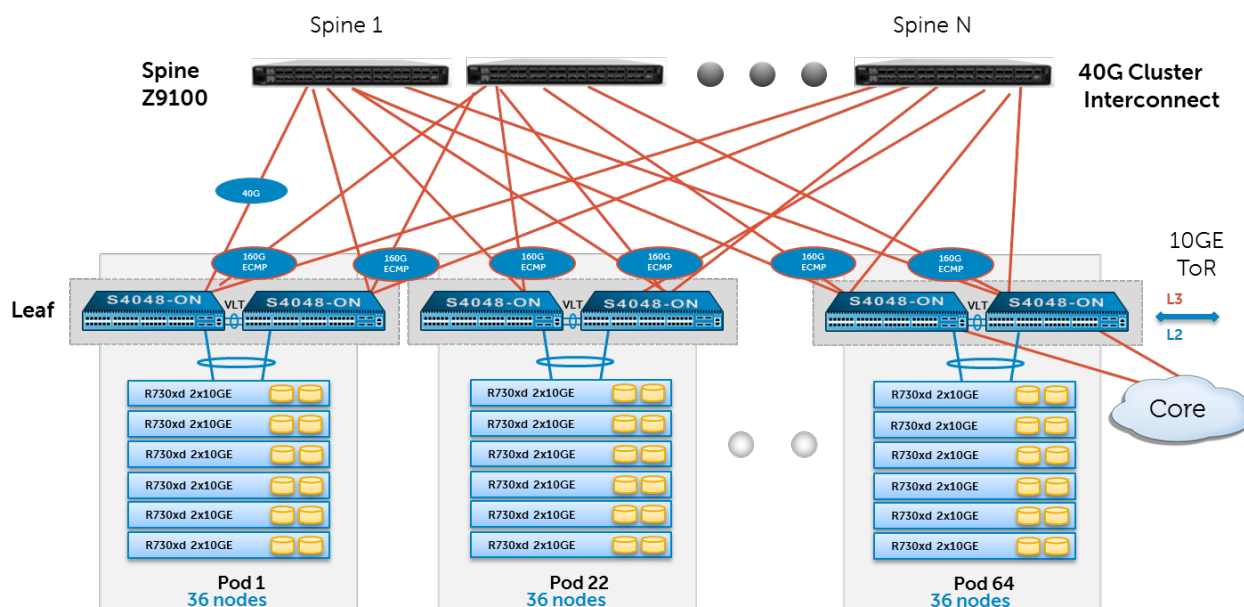 Spine 1
Spine N
Spine
Z9100
40G Cluster
Interconnect
40G
160G
ECMP
160G
ECMP
160G
ECMP
160G
ECMP
160G
ECMP
160G
ECMP
10GE
ToR
Leaf
S4048-ON
VLT
S4048-ON
S4048-ON
VLT
S4048-ON
S4048-ON
VLT
S4048-ON
L3
L2
R730xd 2x10GE
R730xd 2x10GE
R730xd 2x10GE
R730xd 2x10GE
R730xd 2x10GE
R730xd 2x10GE
Pod 1
36 nodes
R730xd 2x10GE
R730xd 2x10GE
R730xd 2x10GE
R730xd 2x10GE
R730xd 2x10GE
R730xd 2x10GE
Pod 22
36 nodes
R730xd 2x10GE
R730xd 2x10GE
R730xd 2x10GE
R730xd 2x10GE
R730xd 2x10GE
R730xd 2x10GE
Pod 64
36 nodes
Core